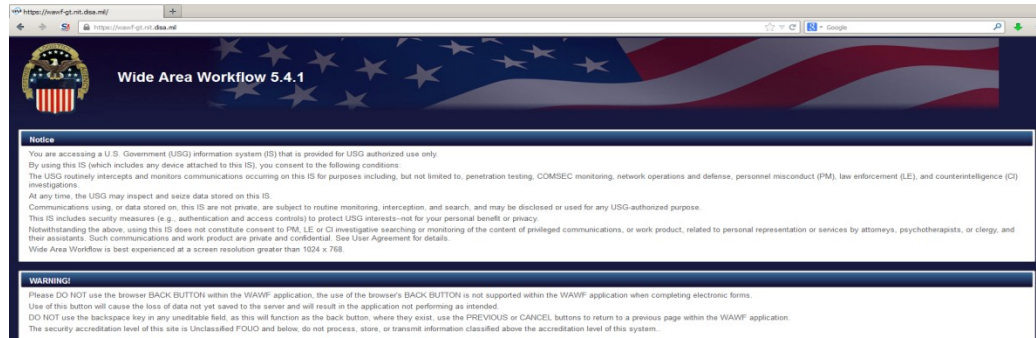 https://wawf-gt.nit.disa.mil/
https://wawf-gt.nit.disa.mil
Google
Wide Area Workflow 5.4.1
Notice
You are accessing a U.S. Government (USG) information system (IS) that is provided for USG authorized use only.
By using this IS (which includes any device attached to this IS), you consent to the following conditions:
The USG routinely intercepts and monitors communications occurring on this IS for purposes including, but not limited to, penetration testing, COMSEC monitoring, network operations and defense, personnel misconduct (PM), law enforcement (LE), and counterintelligence (CI)
investigations.
At any time, the USG may inspect and seize data stored on this IS.
Communications using, or data stored on, this IS are not private, are subject to routine monitoring, interception, and search, and may be disclosed or used for any USG-authorized purpose.
This IS includes security measures (e.g., authentication and access controls) to protect USG interests--not for your personal benefit or privacy.
Notwithstanding the above, using this IS does not constitute consent to PM, LE or CI investigative searching or monitoring of the content of privileged communications, or work product, related to personal representation or services by attorneys, psychotherapists, or clergy, and
their assistants. Such communications and work product are private and confidential. See User Agreement for details.
Wide Area Workflow is best experienced at a screen resolution greater than 1024 x 768.
WARNING!
Please DO NOT use the browser BACK BUTTON within the WAWF application, the use of the browser's BACK BUTTON is not supported within the WAWF application when completing electronic forms.
Use of this button will cause the loss of data not yet saved to the server and will result in the application not performing as intended.
DO NOT use the backspace key in any uneditable field, as this will function as the back button, where they exist, use the PREVIOUS or CANCEL buttons to return to a previous page within the WAWF application.
The security accreditation level of this site is Unclassified FOUO and below, do not process, store, or transmit information classified above the accreditation level of this system..